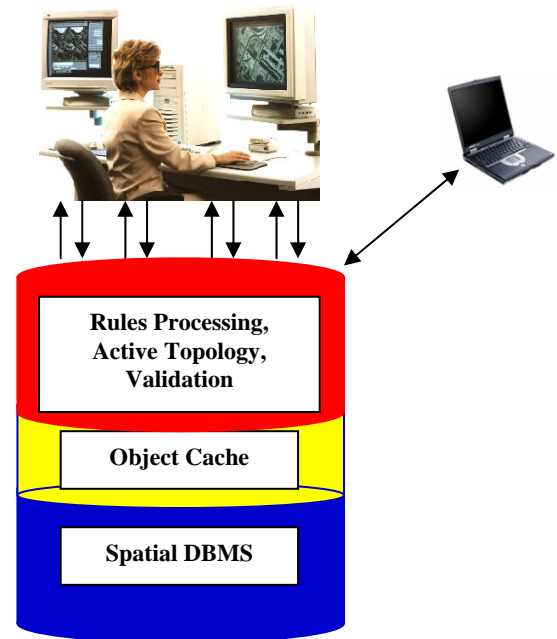 Rules Processing,
Active Topology,
Validation
Object Cache
Spatial DBMS